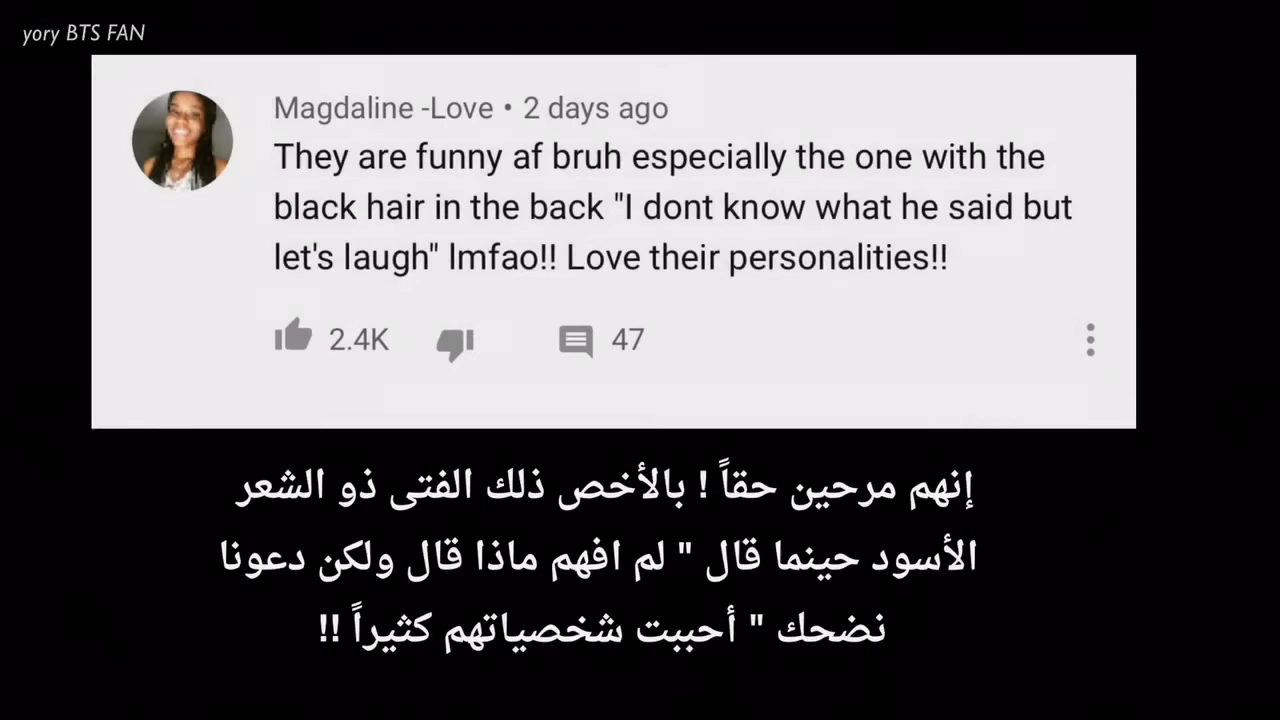 yory BTS FAN
Magdaline -Love • 2 days ago
They are funny af bruh especially the one with the
black hair in the back "I dont know what he said but
let's laugh" lmfao!! Love their personalities!!
2.4K 47
إنهم مرحين حقاً ! بالأخص ذلك الفتى ذو الشعر
الأسود حينما قال " لم افهم ماذا قال ولكن دعونا
نضحك " أحببت شخصياتهم كثيراً !!